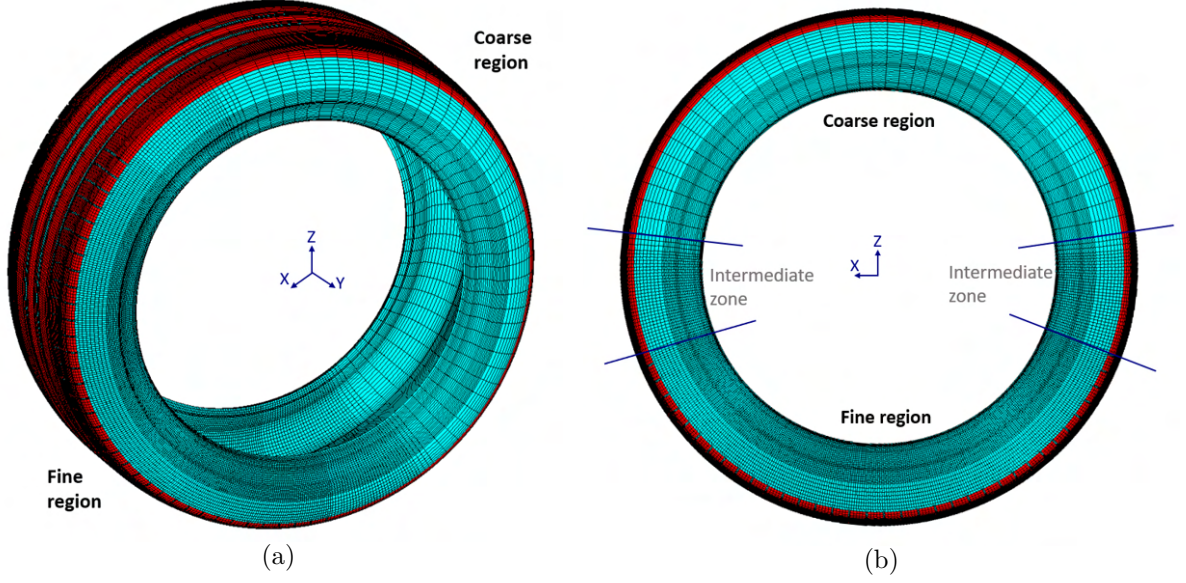 Coarse
region
Z
X
Y
Fine
region
(a)
Coarse region
Z
X
Intermediate
zone
Intermediate
zone
Fine region
(b)